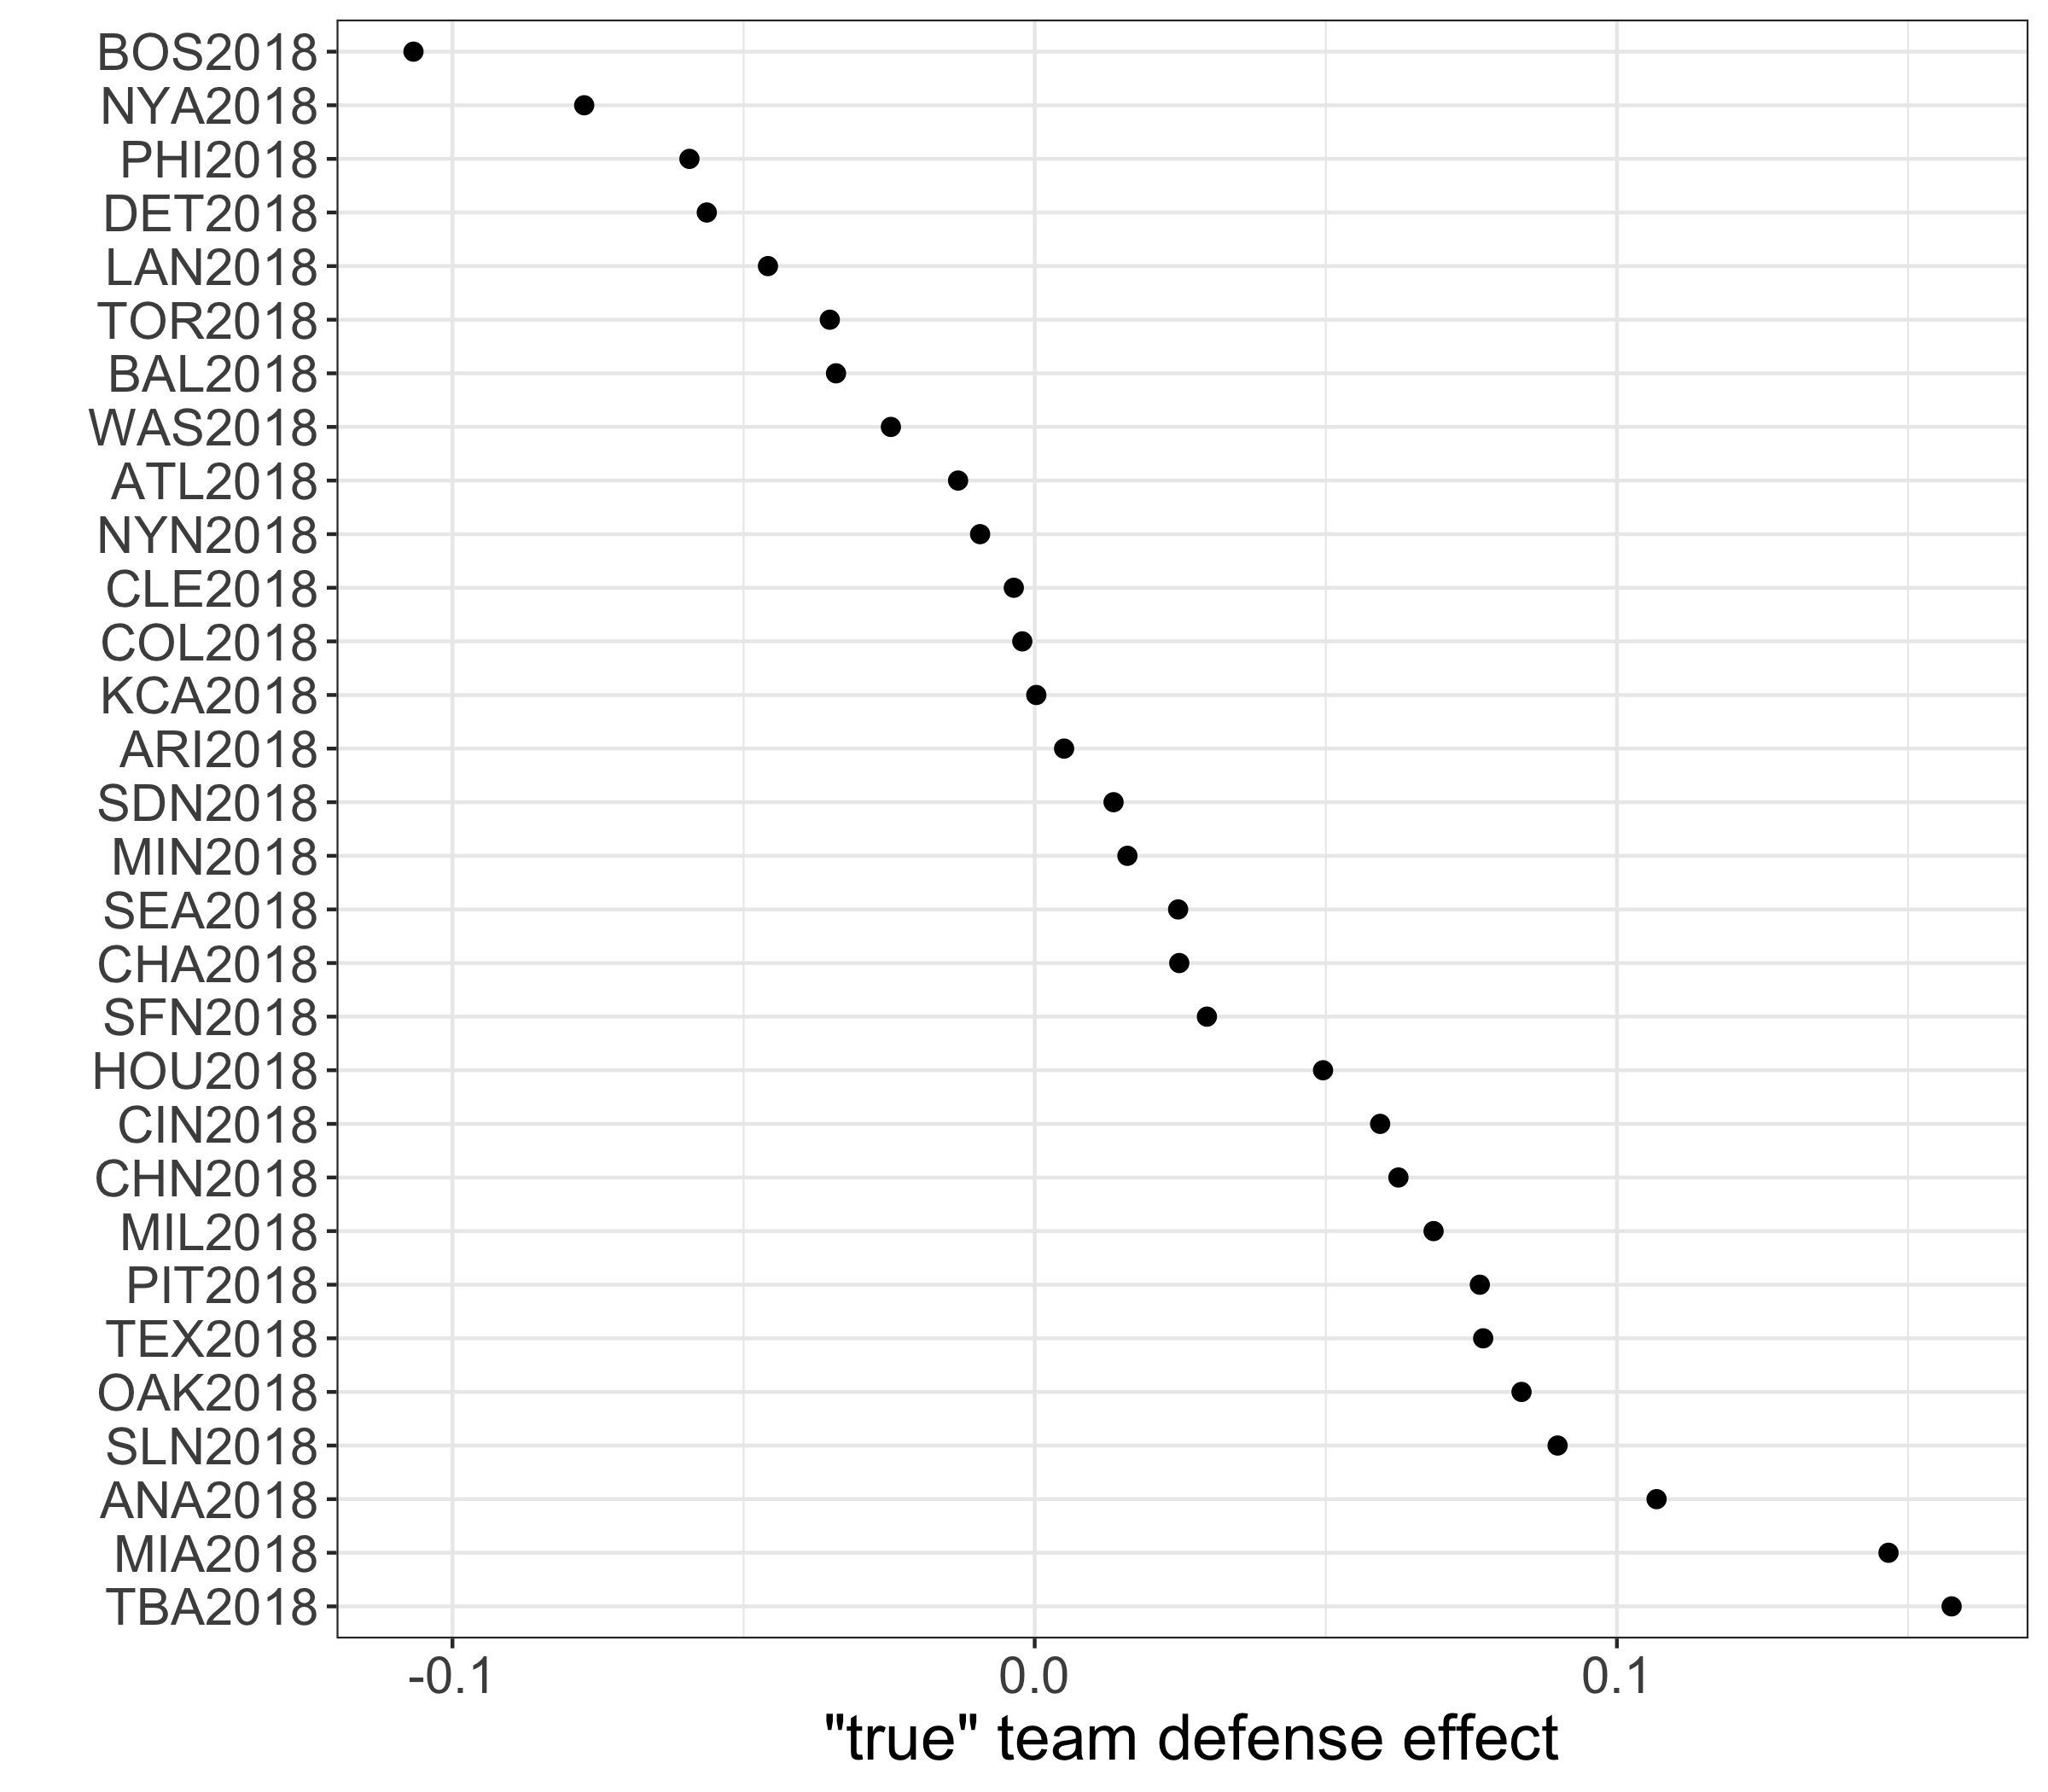 BOS2018
NYA2018
PHI2018
DET2018
LAN2018
TOR2018
BAL2018
WAS2018
ATL2018
NYN2018
CLE2018
COL2018
KCA2018
ARI2018
SDN2018
MIN2018
SEA2018
CHA2018
SFN2018
HOU2018
CIN2018
CHN2018
MIL2018
PIT2018
TEX2018
OAK2018
SLN2018
ANA2018
MIA2018
TBA2018
-0.1 0.0 0.1
"true" team defense effect